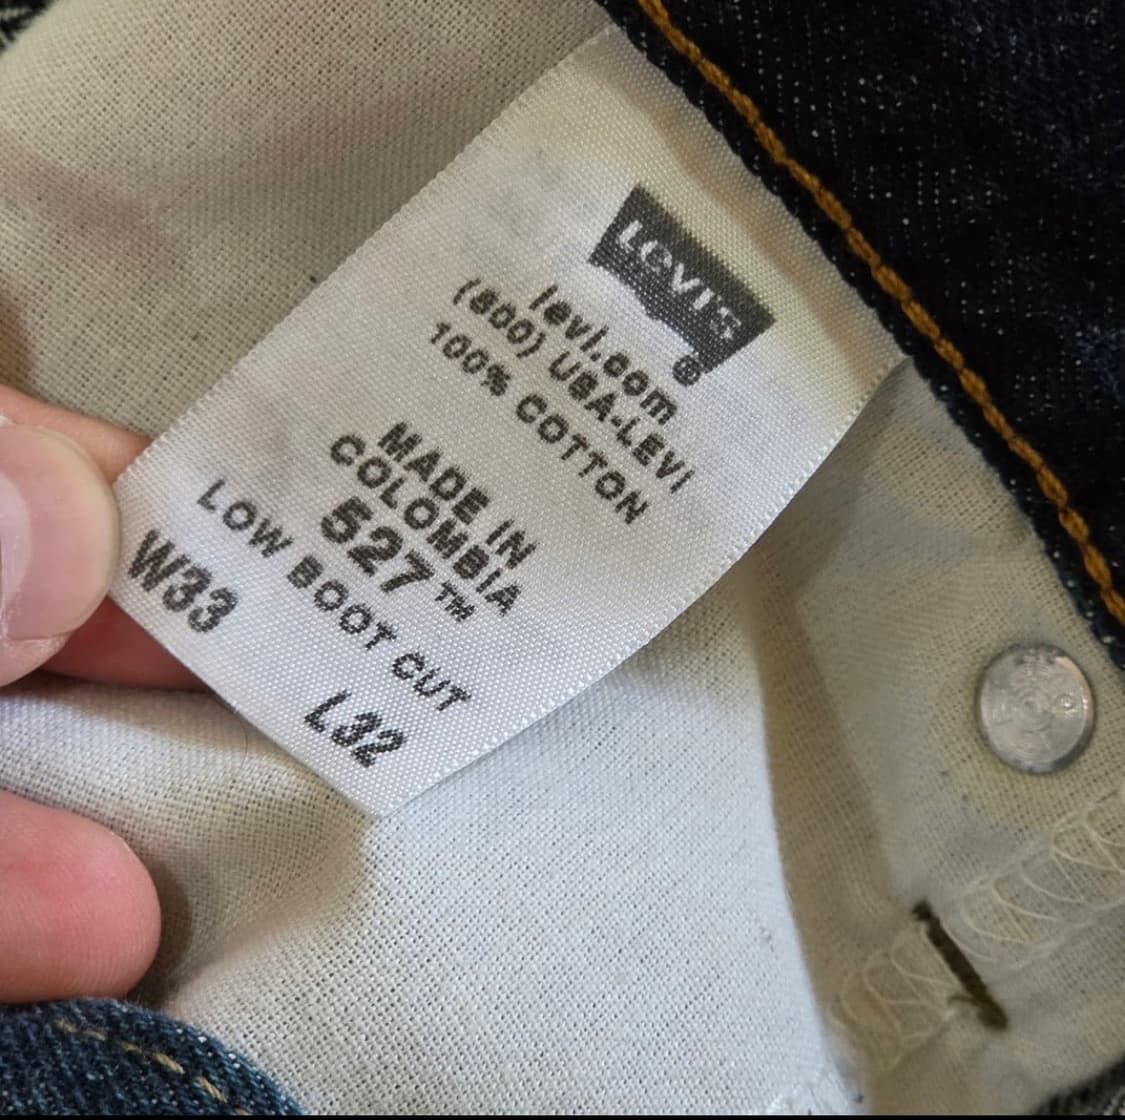 Levi's®
levi.com
(800) USA-LEVI
100% COTTON
MADE IN
COLOMBIA
527™
LOW BOOT CUT
W33 L32